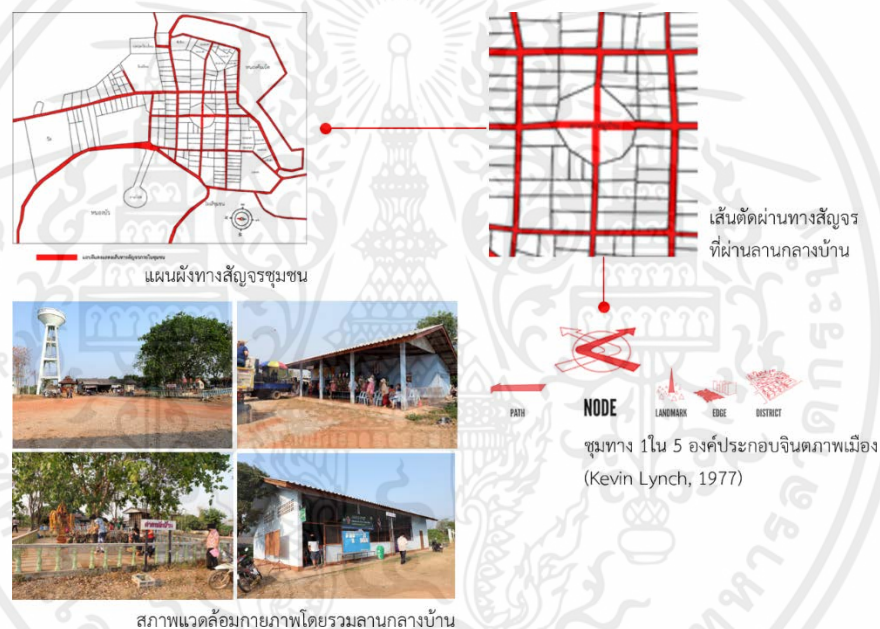 เส้นตัดผ่านทางสัญจร
ที่ผ่านลานกลางบ้าน
แผนผังทางสัญจรชุมชน
PATH
NODE
LANDMARK
EDGE
DISTRICT
ชุมทาง 1ใน 5 องค์ประกอบจินตภาพเมือง
(Kevin Lynch, 1977)
สภาพแวดล้อมกายภาพโดยรวมลานกลางบ้าน